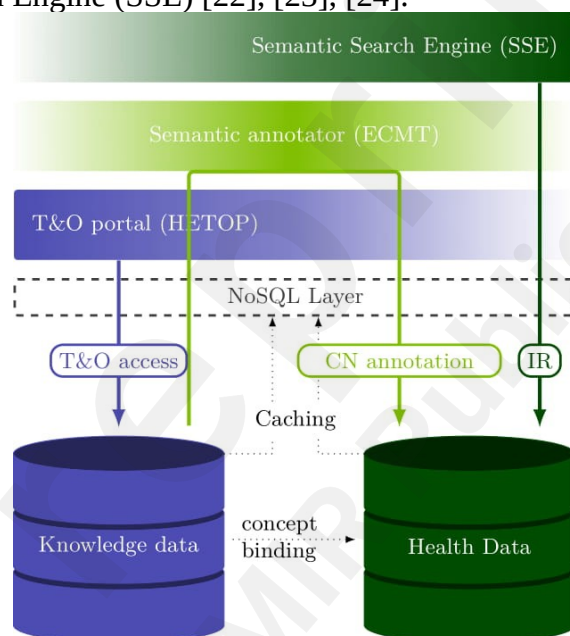 Engine (SSE) [22], [23], [24].
Semantic Search Engine (SSE)
Semantic annotator (ECMT)
T&O portal (HETOP)
NoSQL Layer
T&O access
CN annotation
IR
Caching
Knowledge data
concept
binding
Health Data